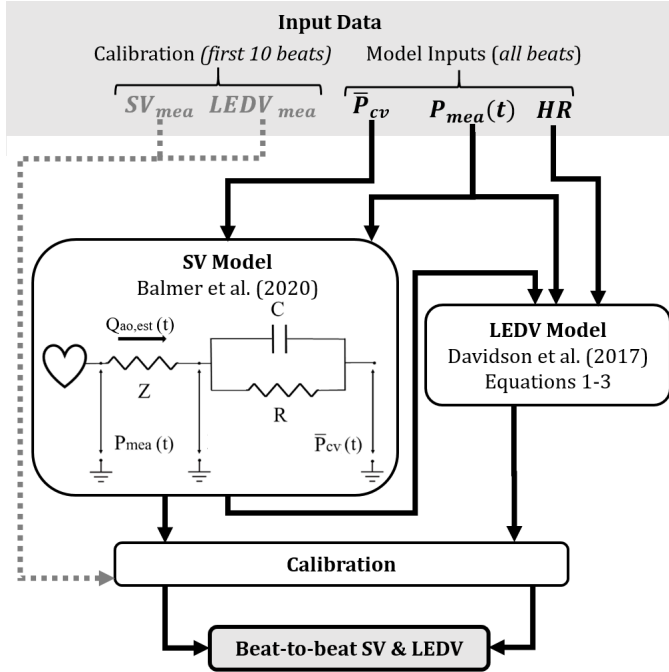 Input Data
Calibration (first 10 beats)
Model Inputs (all beats)
SV_mea LEDV_mea
P̅_cv P_mea(t) HR
SV Model
Balmer et al. (2020)
Q_ao,est (t)
C
Z
R
P_mea (t)
P̅_cv (t)
LEDV Model
Davidson et al. (2017)
Equations 1-3
Calibration
Beat-to-beat SV & LEDV